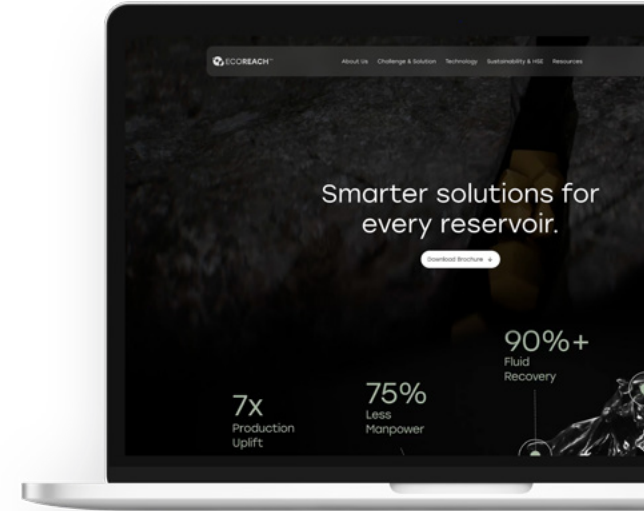 ECOREACH™
About Us Challenge & Solution Technology Sustainability & HSE Resources
Smarter solutions for
every reservoir.
Download Brochure ↓
90%+
Fluid
Recovery
75%
Less
Manpower
7x
Production
Uplift